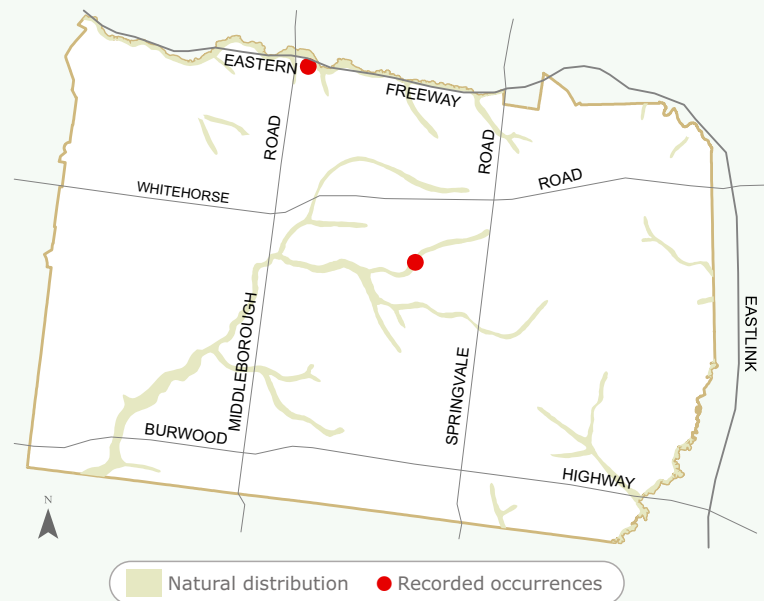 EASTERN
FREEWAY
ROAD
ROAD
ROAD
WHITEHORSE
EASTLINK
MIDDLEBOROUGH
SPRINGVALE
BURWOOD
HIGHWAY
N
Natural distribution
Recorded occurrences